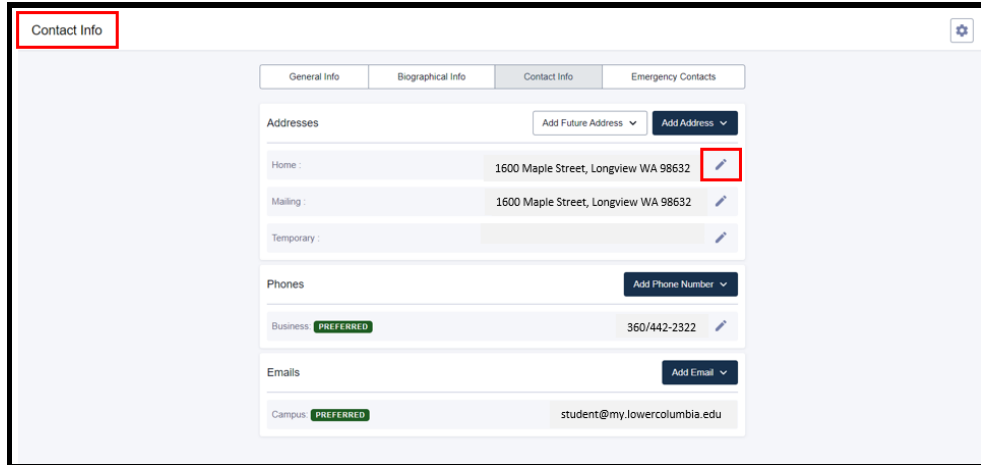 Contact Info
General Info Biographical Info Contact Info Emergency Contacts
Addresses Add Future Address Add Address
Home : 1600 Maple Street, Longview WA 98632
Mailing : 1600 Maple Street, Longview WA 98632
Temporary :
Phones Add Phone Number
Business: PREFERRED 360/442-2322
Emails Add Email
Campus: PREFERRED student@my.lowercolumbia.edu